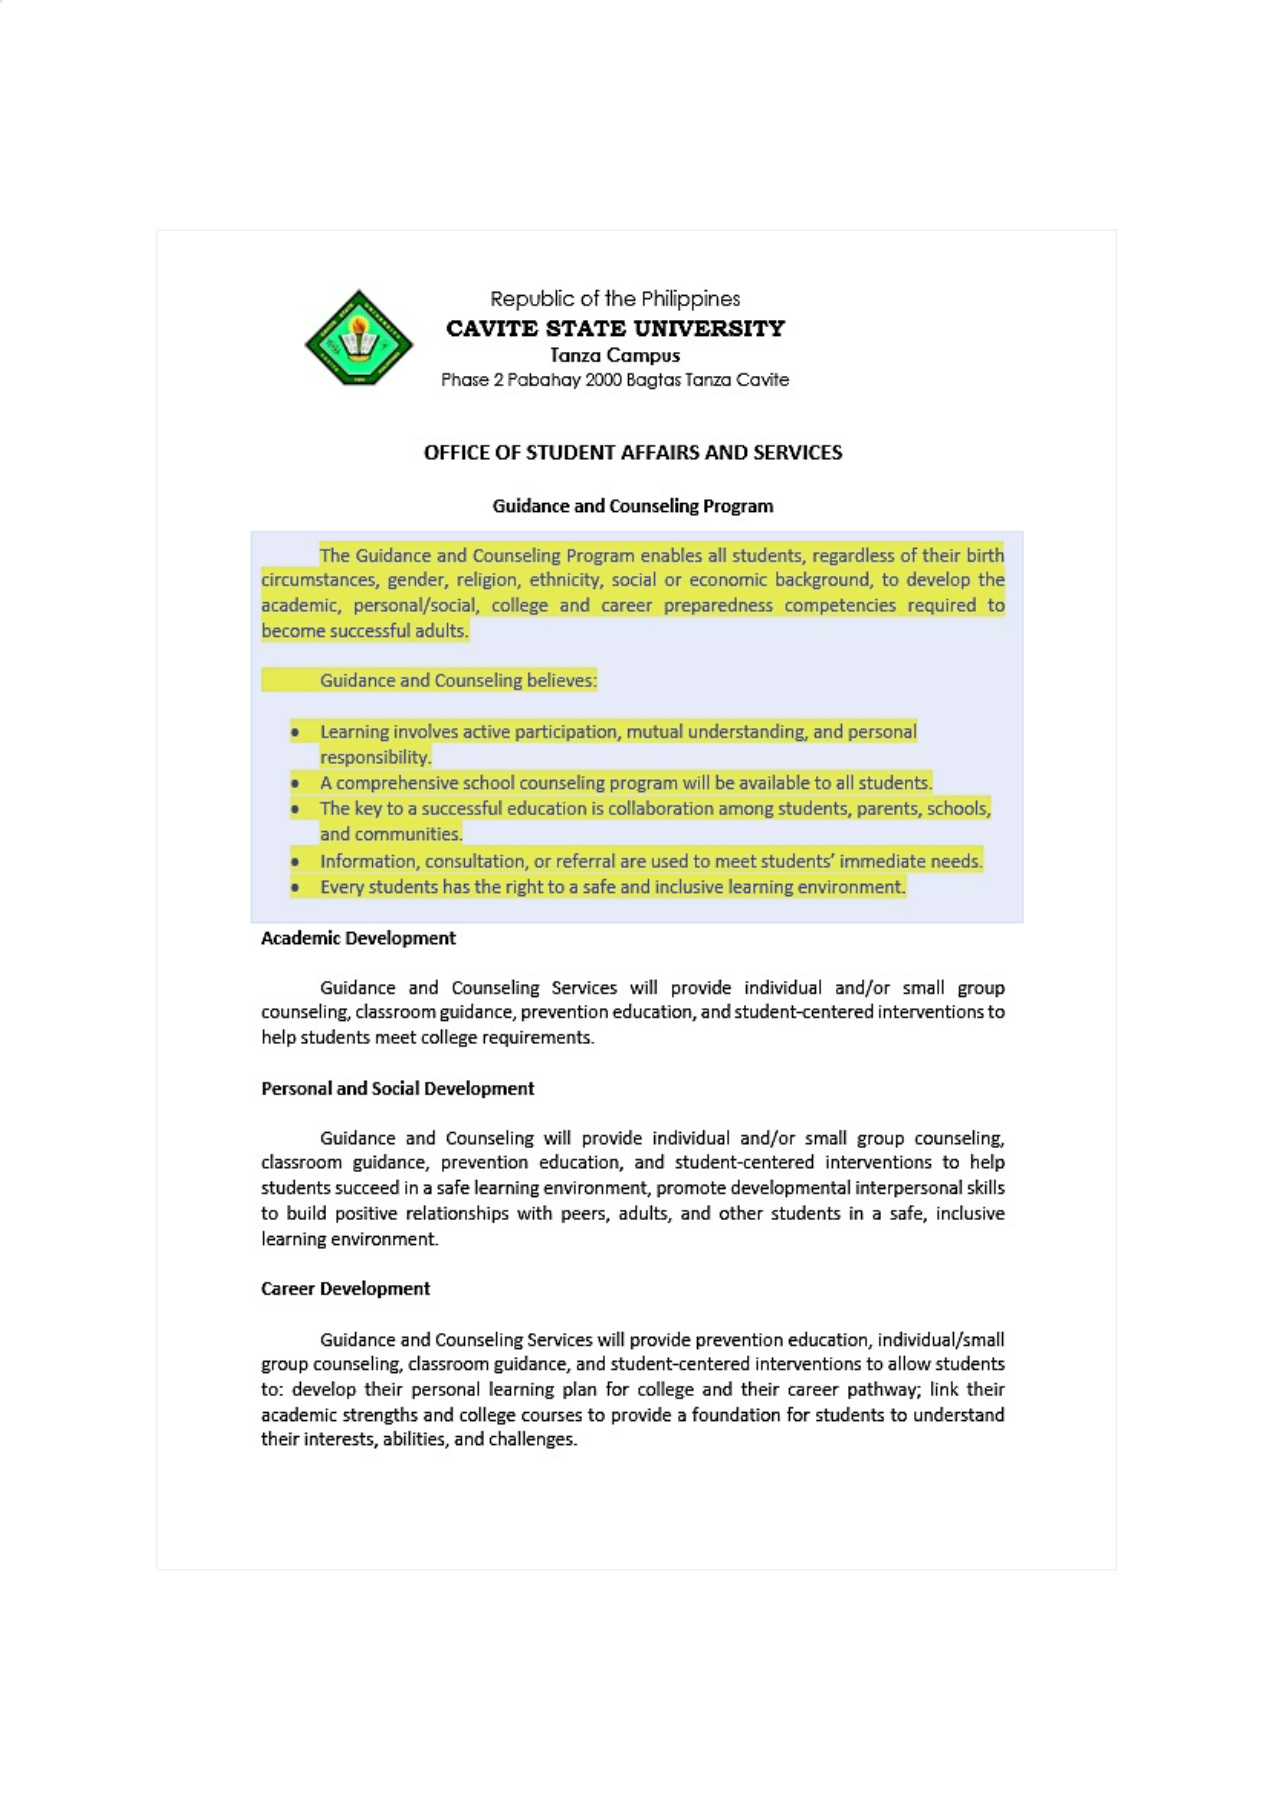 Republic of the Philippines
CAVITE STATE UNIVERSITY
Tanza Campus
Phase 2 Pabahay 2000 Bagtas Tanza Cavite
OFFICE OF STUDENT AFFAIRS AND SERVICES
Guidance and Counseling Program
The Guidance and Counseling Program enables all students, regardless of their birth
circumstances, gender, religion, ethnicity, social or economic background, to develop the
academic, personal/social, college and career preparedness competencies required to
become successful adults.
Guidance and Counseling believes:
• Learning involves active participation, mutual understanding, and personal
responsibility.
• A comprehensive school counseling program will be available to all students.
• The key to a successful education is collaboration among students, parents, schools,
and communities.
• Information, consultation, or referral are used to meet students’ immediate needs.
• Every students has the right to a safe and inclusive learning environment.
Academic Development
Guidance and Counseling Services will provide individual and/or small group
counseling, classroom guidance, prevention education, and student-centered interventions to
help students meet college requirements.
Personal and Social Development
Guidance and Counseling will provide individual and/or small group counseling,
classroom guidance, prevention education, and student-centered interventions to help
students succeed in a safe learning environment, promote developmental interpersonal skills
to build positive relationships with peers, adults, and other students in a safe, inclusive
learning environment.
Career Development
Guidance and Counseling Services will provide prevention education, individual/small
group counseling, classroom guidance, and student-centered interventions to allow students
to: develop their personal learning plan for college and their career pathway; link their
academic strengths and college courses to provide a foundation for students to understand
their interests, abilities, and challenges.